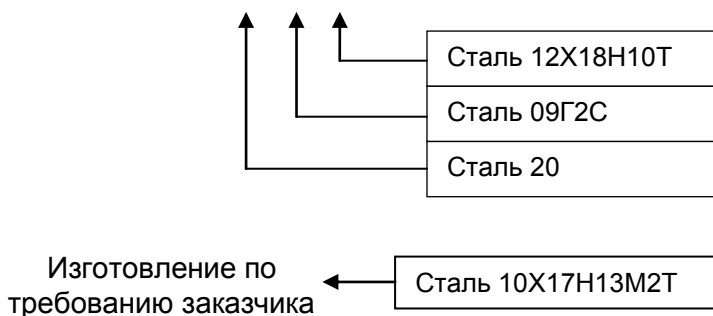 Сталь 12Х18Н10Т
Сталь 09Г2С
Сталь 20
Изготовление по
требованию заказчика
Сталь 10Х17Н13М2Т